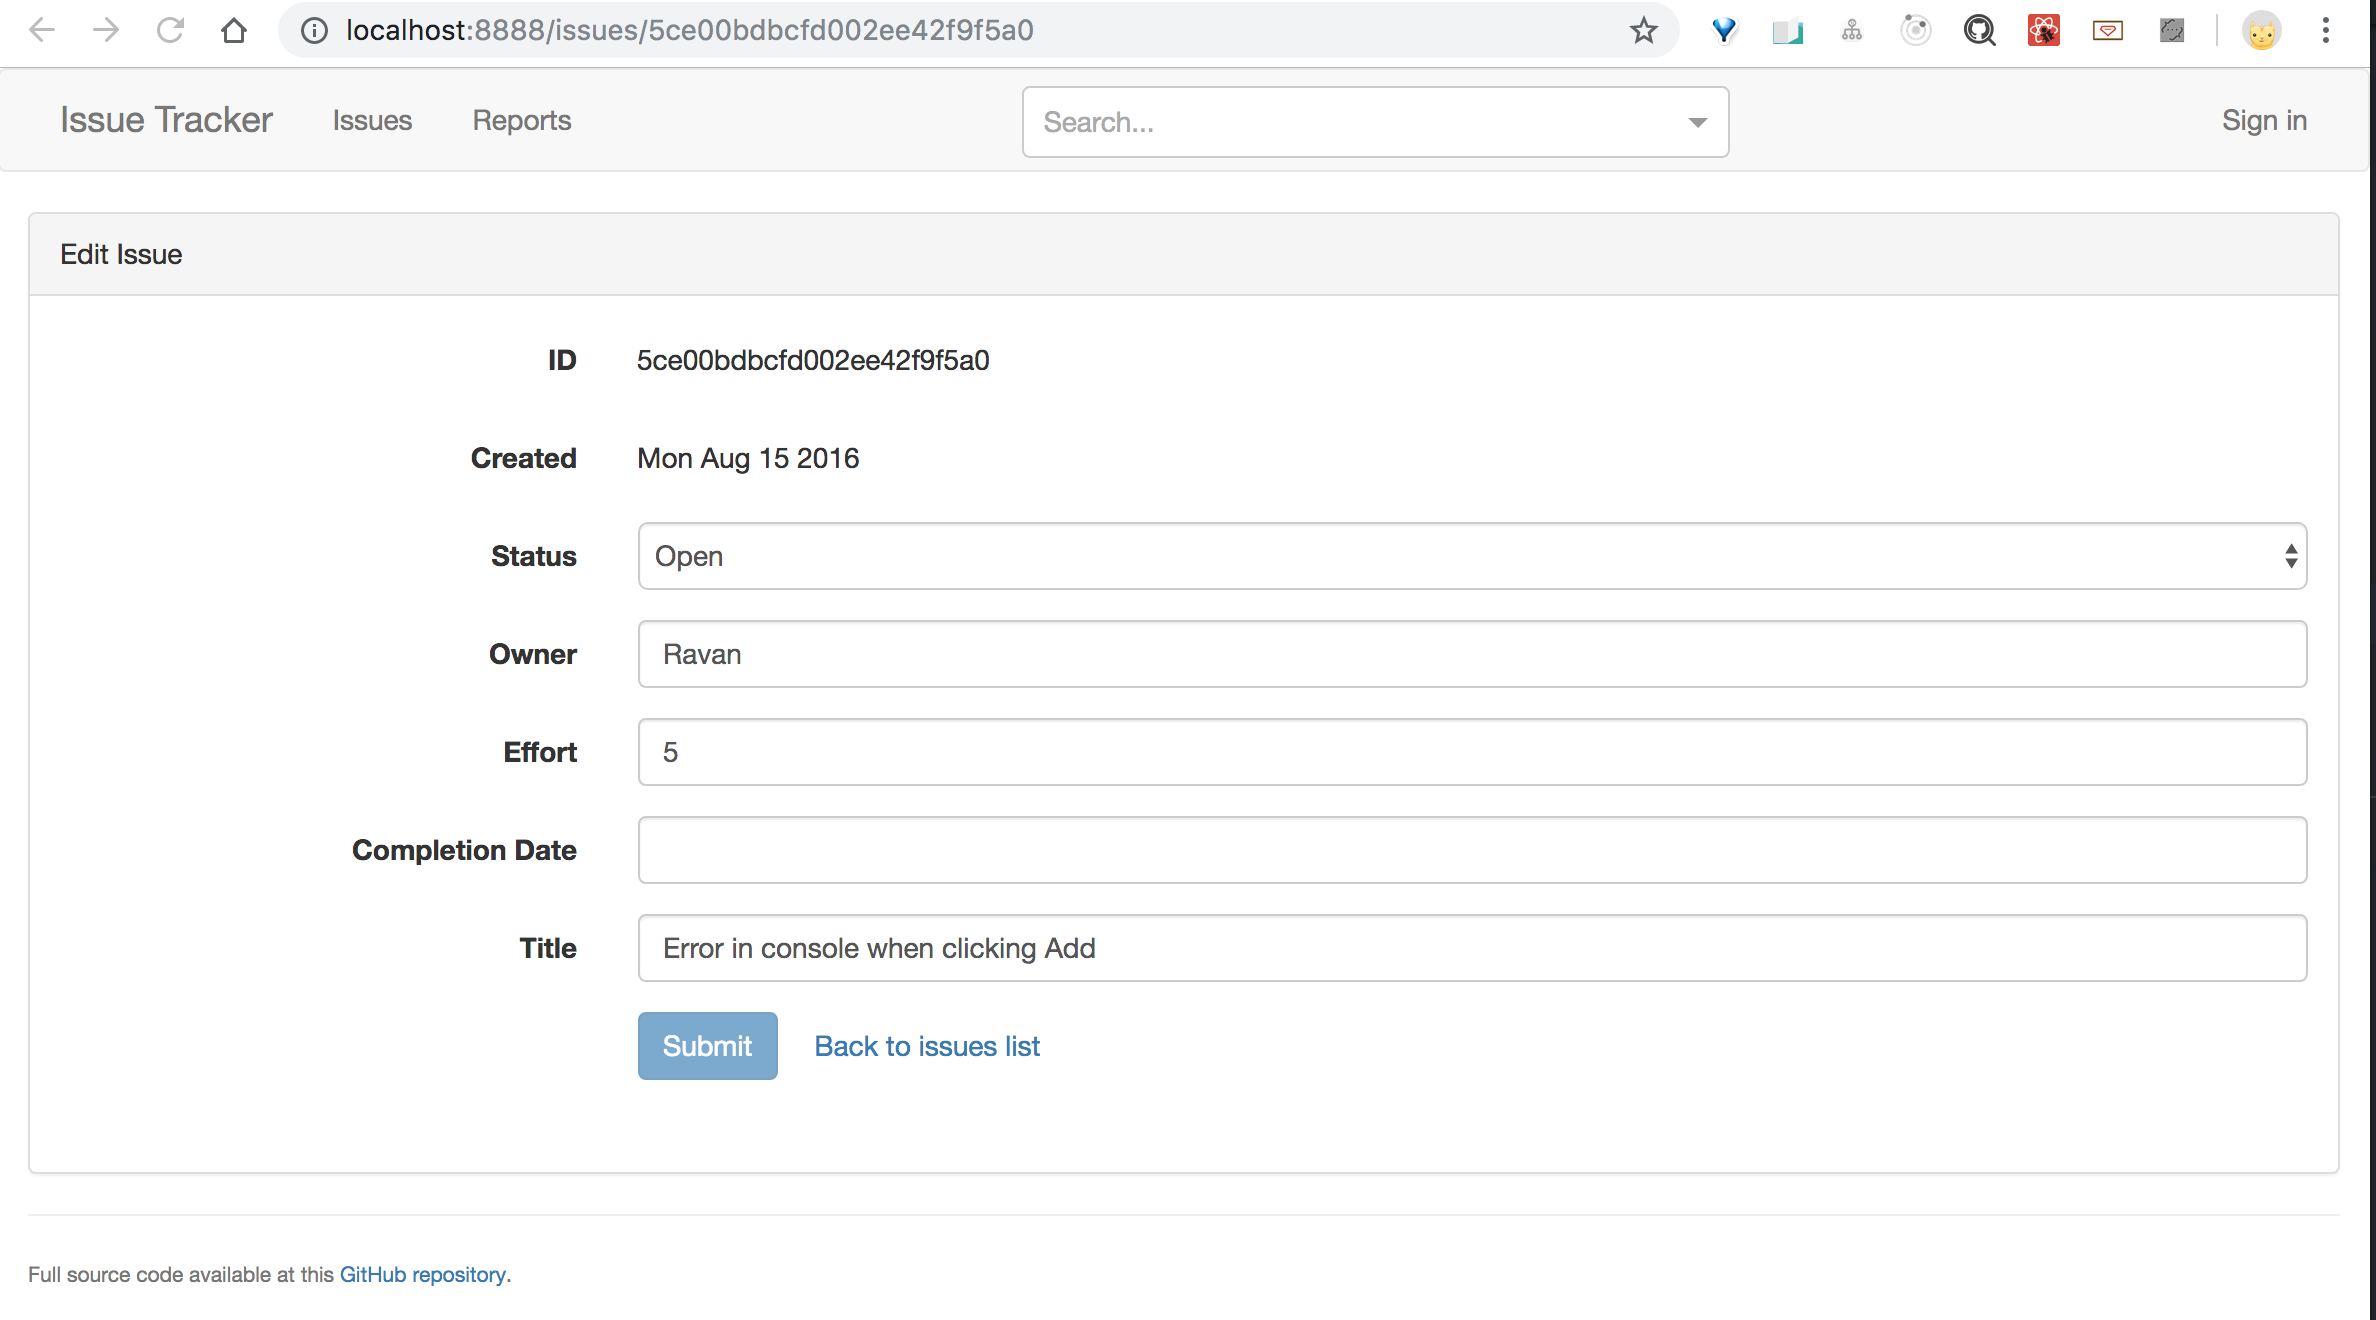 localhost:8888/issues/5ce00bdbcfd002ee42f9f5a0
Issue Tracker Issues Reports Search... Sign in
Edit Issue
ID 5ce00bdbcfd002ee42f9f5a0
Created Mon Aug 15 2016
Status Open
Owner Ravan
Effort 5
Completion Date
Title Error in console when clicking Add
Submit Back to issues list
Full source code available at this GitHub repository.